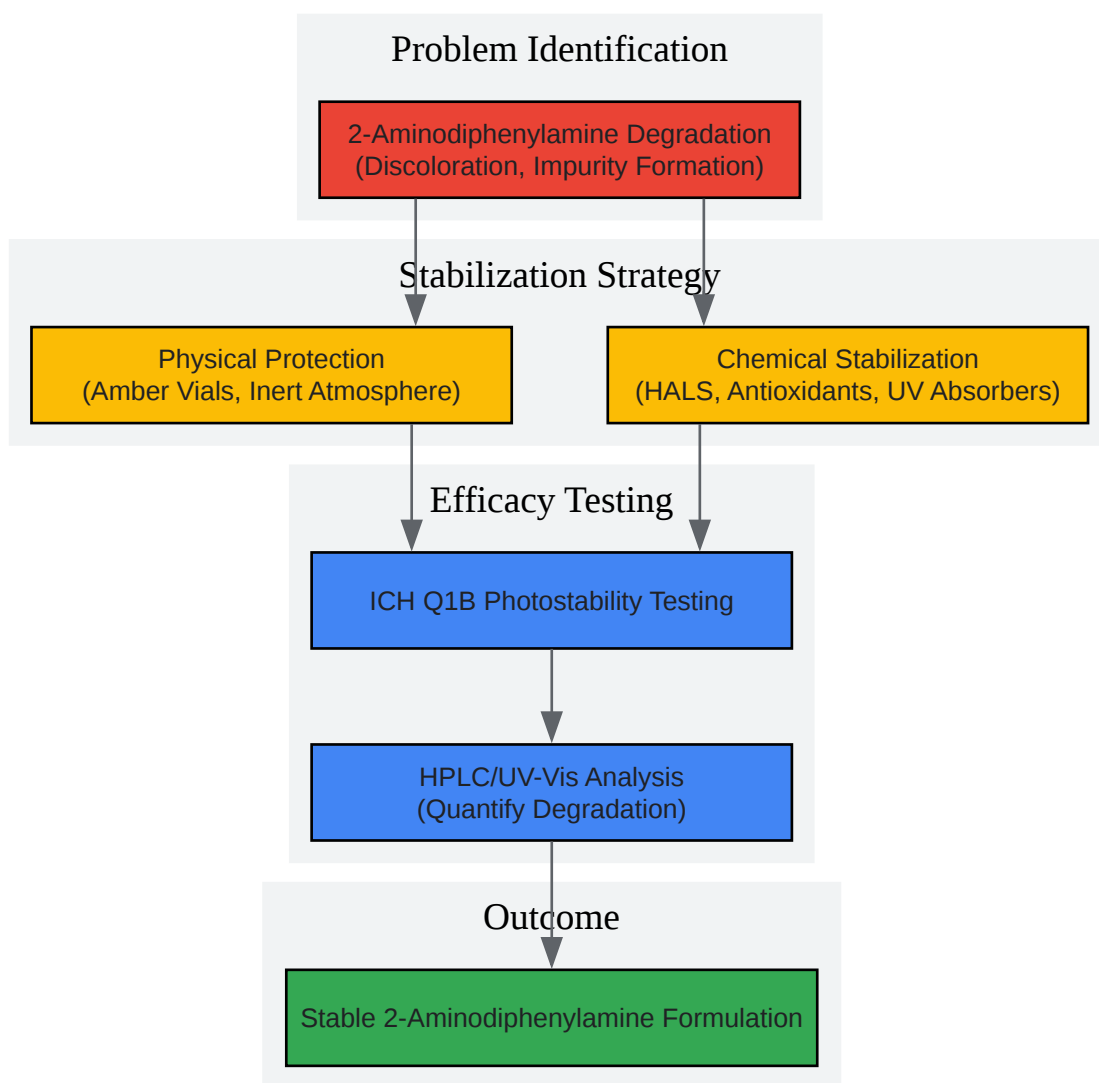 Problem Identification
2-Aminodiphenylamine Degradation
(Discoloration, Impurity Formation)
Stabilization Strategy
Physical Protection
(Amber Vials, Inert Atmosphere)
Chemical Stabilization
(HALS, Antioxidants, UV Absorbers)
Efficacy Testing
ICH Q1B Photostability Testing
HPLC/UV-Vis Analysis
(Quantify Degradation)
Outcome
Stable 2-Aminodiphenylamine Formulation